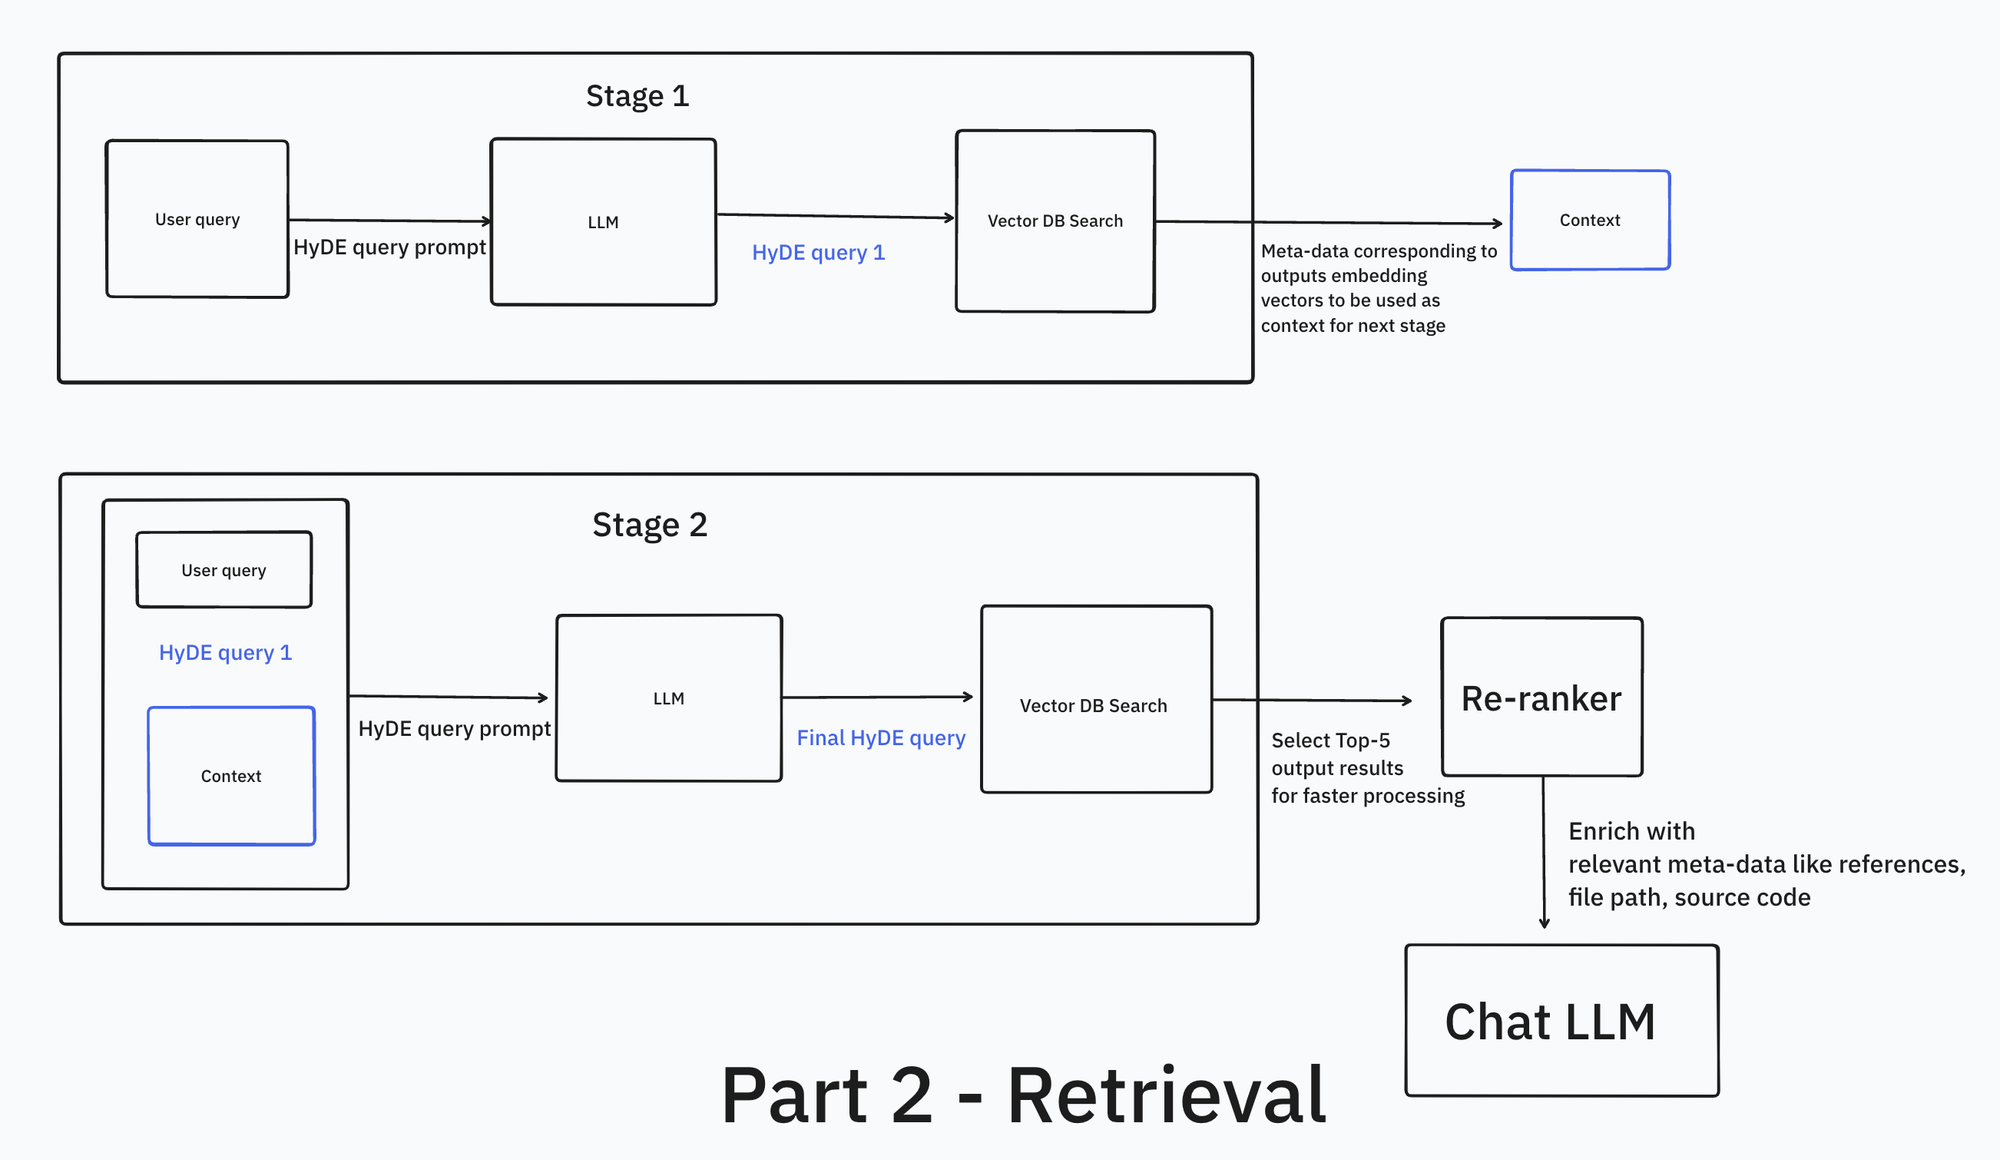 Stage 1
User query
HyDE query prompt
LLM
HyDE query 1
Vector DB Search
Meta-data corresponding to
outputs embedding
vectors to be used as
context for next stage
Context
Stage 2
User query
HyDE query 1
Context
HyDE query prompt
LLM
Final HyDE query
Vector DB Search
Select Top-5
output results
for faster processing
Re-ranker
Enrich with
relevant meta-data like references,
file path, source code
Chat LLM
Part 2 - Retrieval